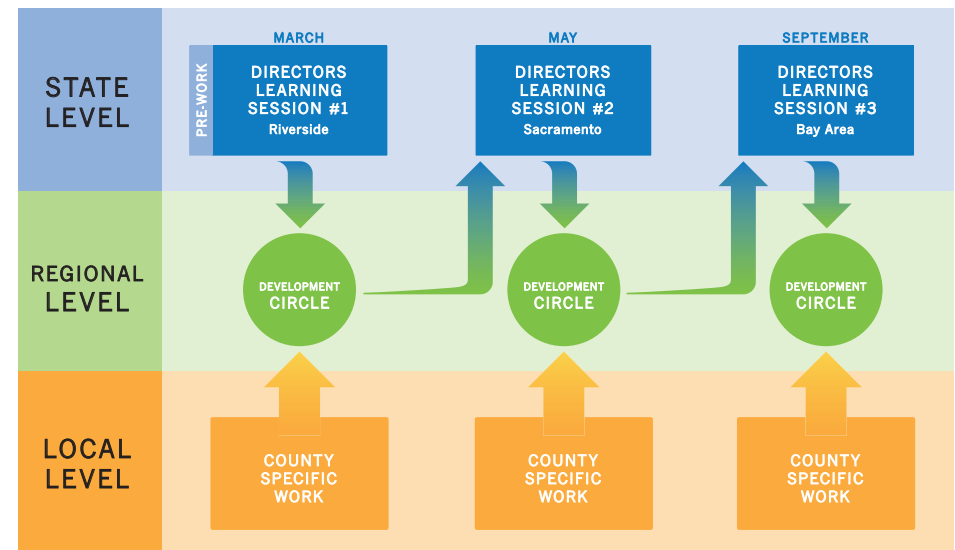 STATE
LEVEL
MARCH
PRE-WORK
DIRECTORS
LEARNING
SESSION #1
Riverside
MAY
DIRECTORS
LEARNING
SESSION #2
Sacramento
SEPTEMBER
DIRECTORS
LEARNING
SESSION #3
Bay Area
REGIONAL
LEVEL
DEVELOPMENT
CIRCLE
DEVELOPMENT
CIRCLE
DEVELOPMENT
CIRCLE
LOCAL
LEVEL
COUNTY
SPECIFIC
WORK
COUNTY
SPECIFIC
WORK
COUNTY
SPECIFIC
WORK